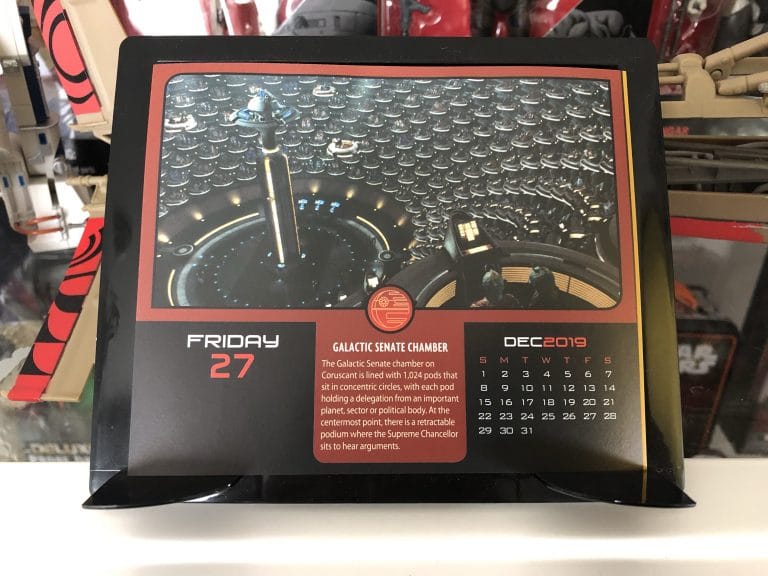 FRIDAY
27
GALACTIC SENATE CHAMBER
The Galactic Senate chamber on
Coruscant is lined with 1,024 pods that
sit in concentric circles, with each pod
holding a delegation from an important
planet, sector or political body. At the
centermost point, there is a retractable
podium where the Supreme Chancellor
sits to hear arguments.
DEC2019
S M T W T F S
1 2 3 4 5 6 7
8 9 10 11 12 13 14
15 16 17 18 19 20 21
22 23 24 25 26 27 28
29 30 31
STAR
WARS